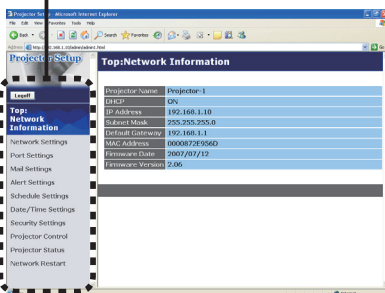 Projector Set - Microsoft Internet Explorer
File Edit View Favorites Tools Help
Back Search Favorites
Address
Go
Projector Setup
Top:Network Information
Logoff
Top:
Network
Information
Network Settings
Port Settings
Mail Settings
Alert Settings
Schedule Settings
Date/Time Settings
Security Settings
Projector Control
Projector Status
Network Restart
Projector Name Projector-1
DHCP ON
IP Address 192.168.1.10
Subnet Mask 255.255.255.0
Default Gateway 192.168.1.1
MAC Address 0000872E956D
Firmware Date 2007/07/12
Firmware Version 2.06